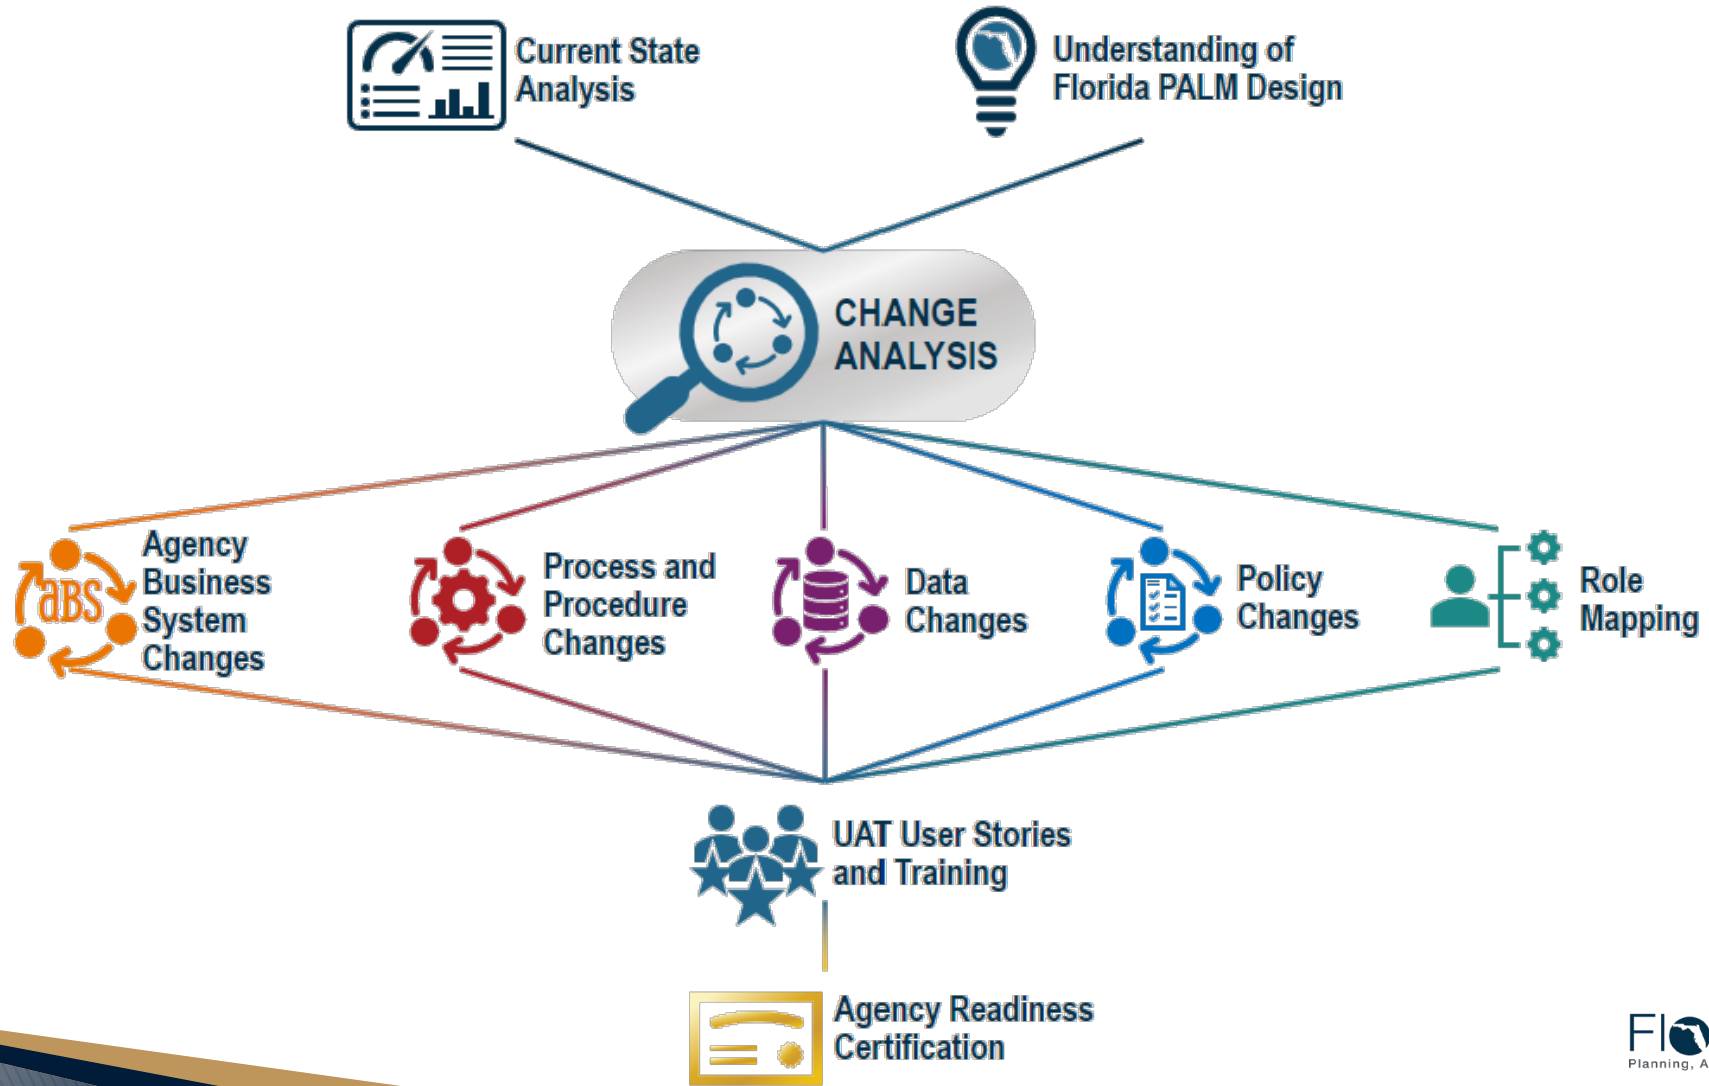 Current State
Analysis
Understanding of
Florida PALM Design
CHANGE
ANALYSIS
aBS
Agency
Business
System
Changes
Process and
Procedure
Changes
Data
Changes
Policy
Changes
Role
Mapping
UAT User Stories
and Training
Agency Readiness
Certification
Planning, A